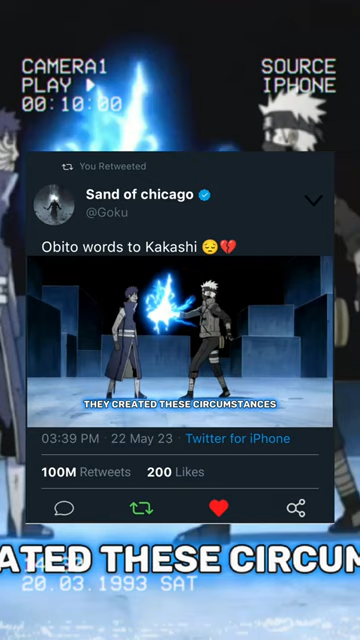 CAMERA1
PLAY
00:10:00
SOURCE
IPHONE
You Retweeted
Sand of chicago
@Goku
Obito words to Kakashi 😔💔
THEY CREATED THESE CIRCUMSTANCES
03:39 PM · 22 May 23 · Twitter for iPhone
100M Retweets 200 Likes
ATED THESE CIRCUM
20.03.1993 SAT